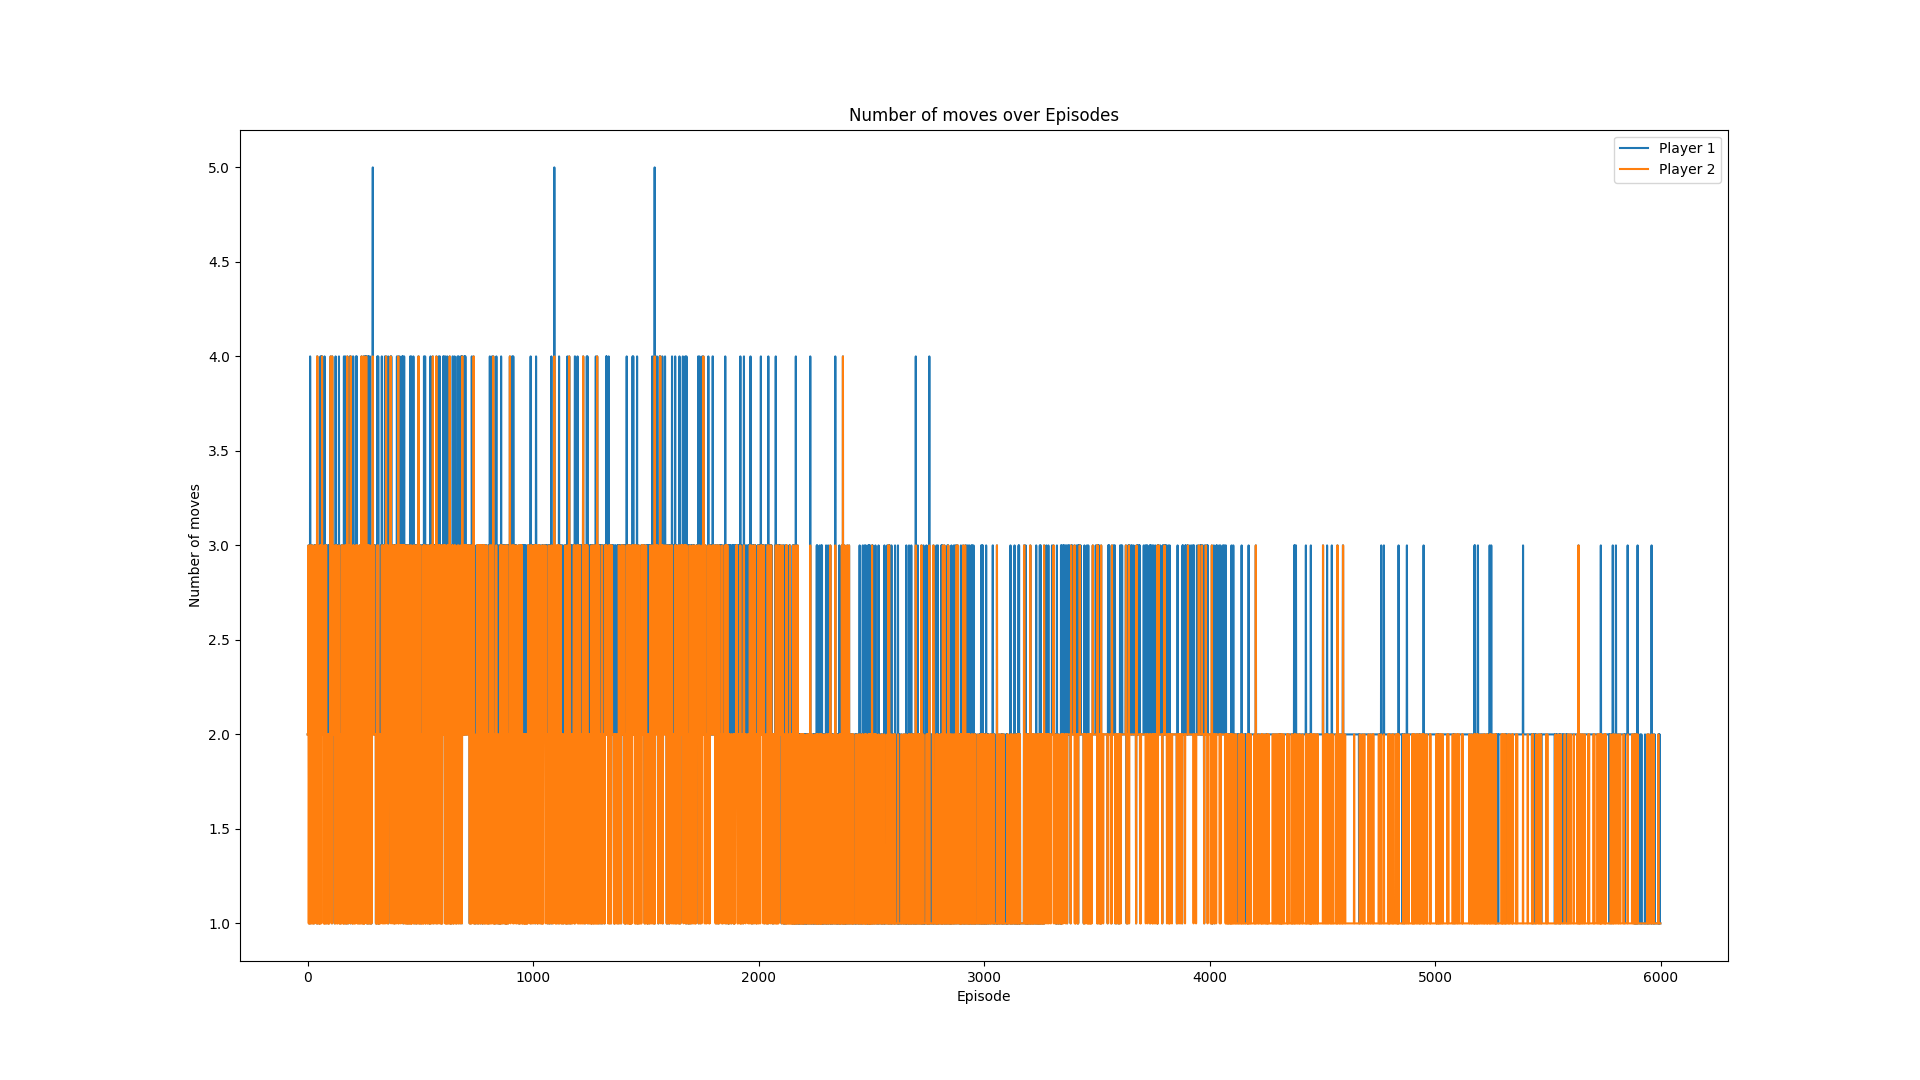 Number of moves over Episodes
Player 1
Player 2
5.0
4.5
4.0
3.5
3.0
2.5
2.0
1.5
1.0
Number of moves
0 1000 2000 3000 4000 5000 6000
Episode